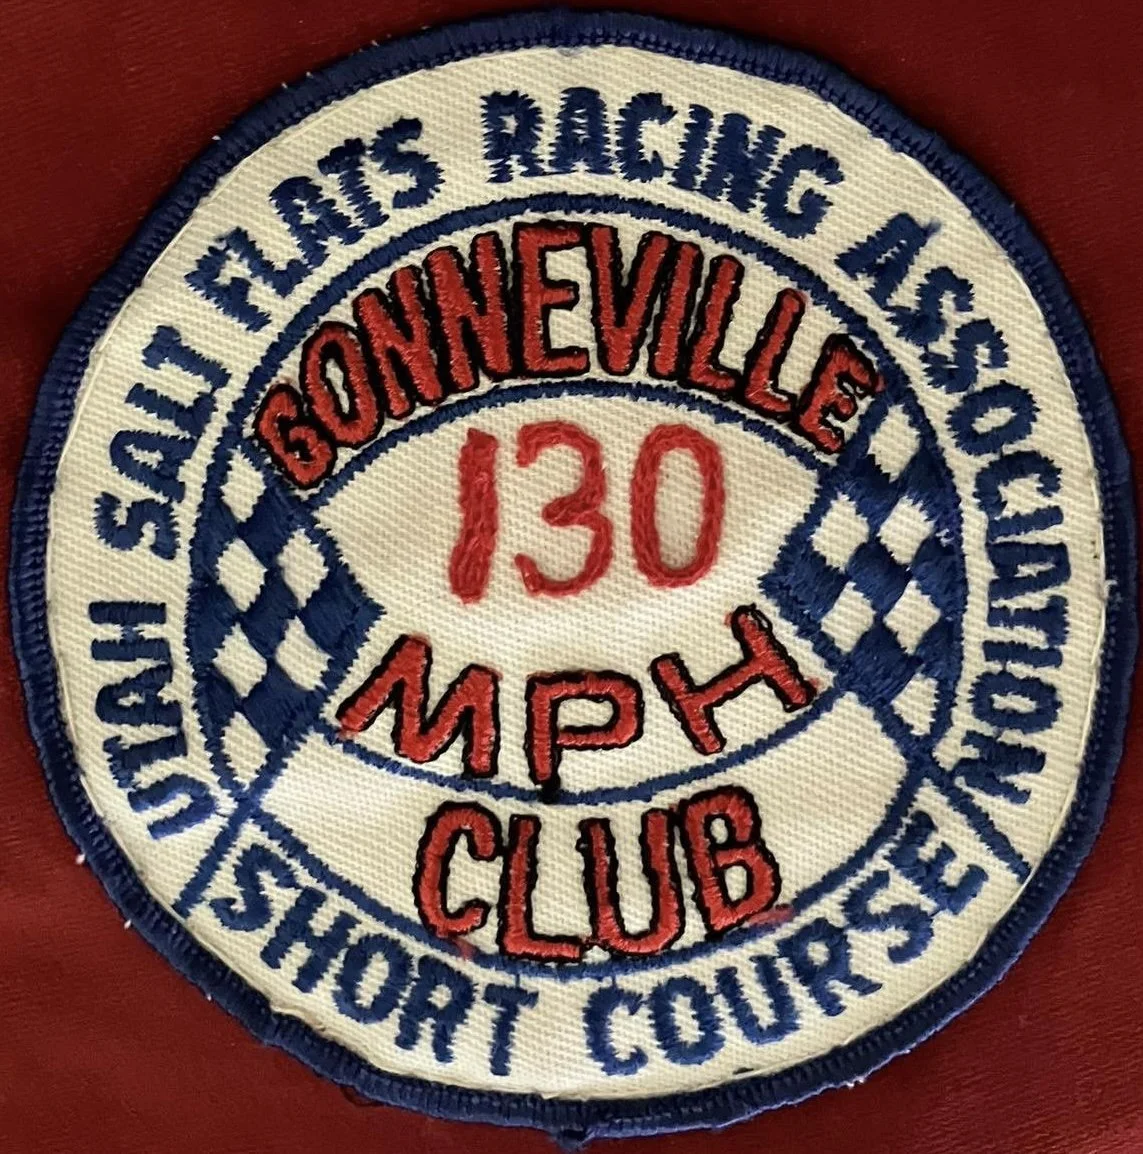 UTAH SALT FLATS RACING ASSOCIATION
BONNEVILLE
130
MPH
CLUB
SHORT COURSE